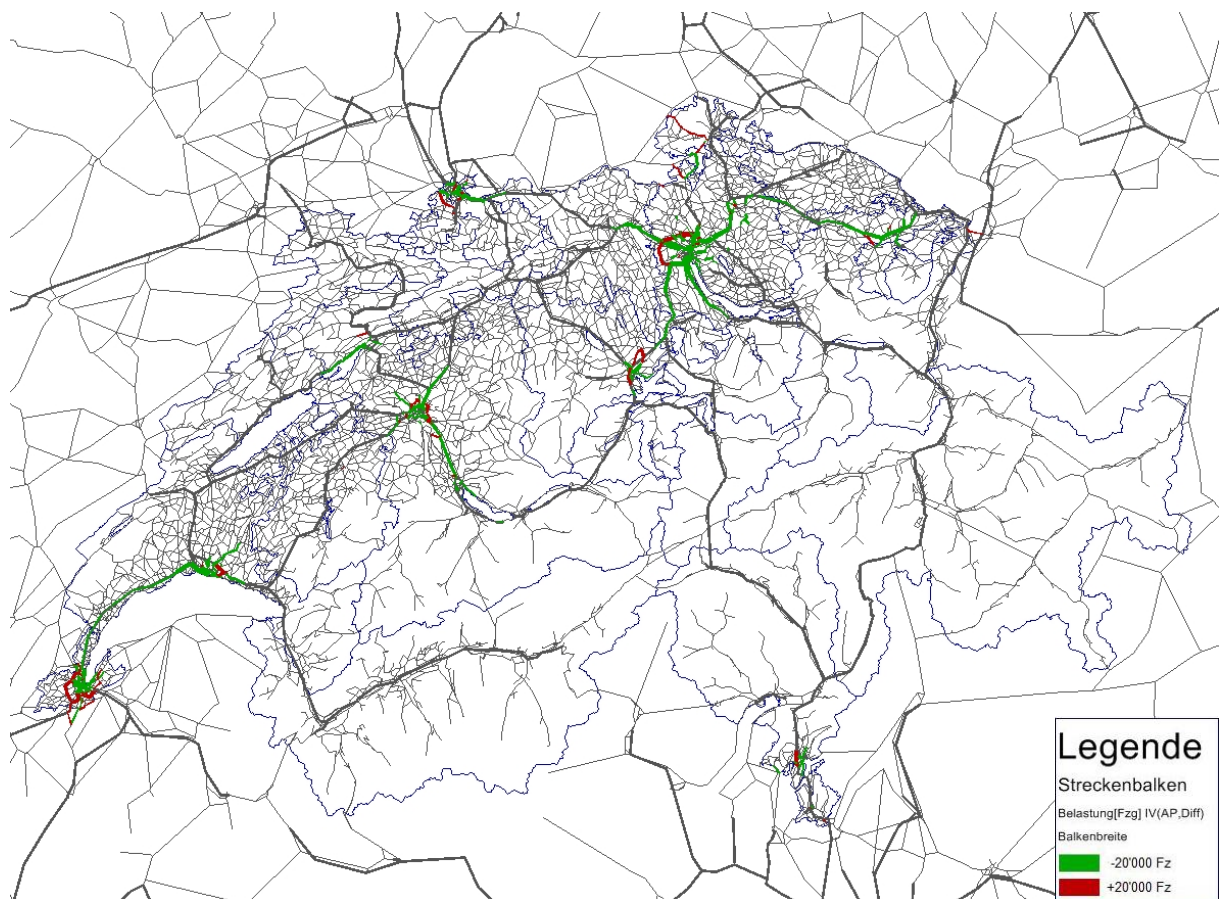 Legende
Streckenbalken
Belastung[Fzg] IV(AP,Diff)
Balkenbreite
-20'000 Fz
+20'000 Fz